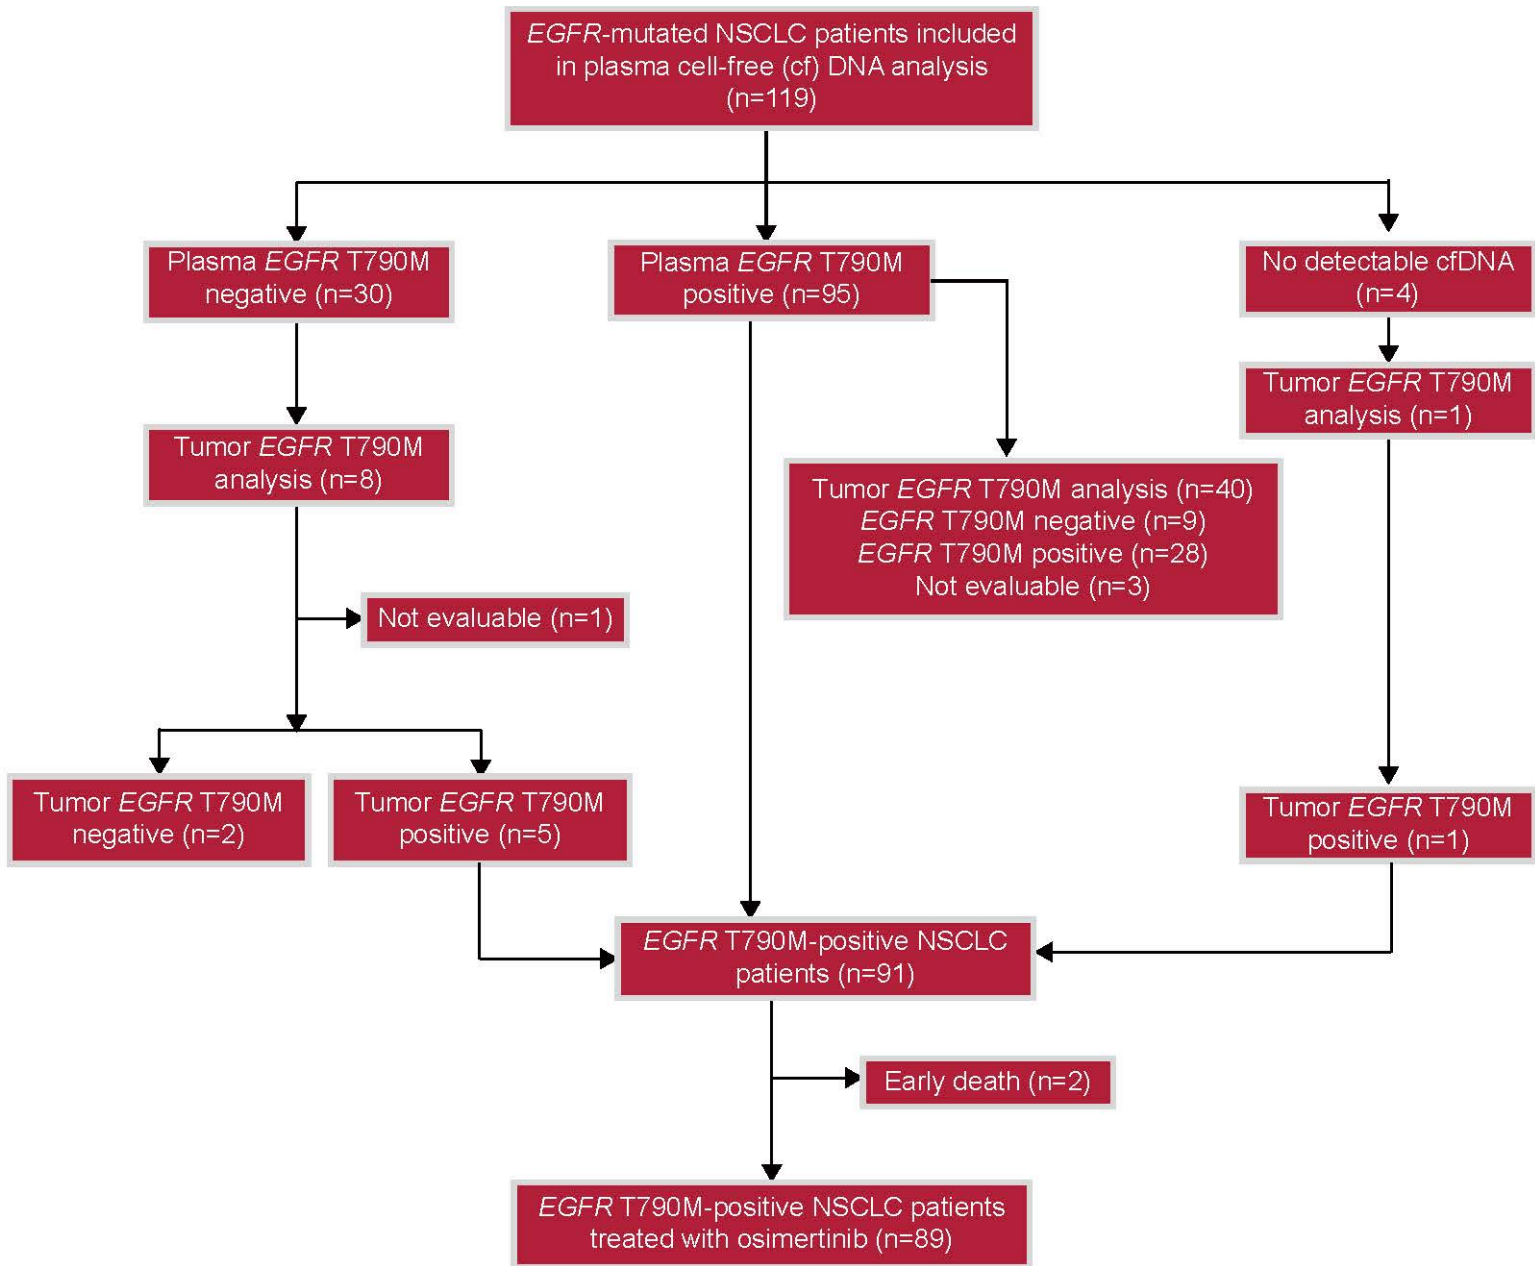 EGFR-mutated NSCLC patients included
in plasma cell-free (cf) DNA analysis
(n=119)
Plasma EGFR T790M
negative (n=30)
Plasma EGFR T790M
positive (n=95)
No detectable cfDNA
(n=4)
Tumor EGFR T790M
analysis (n=1)
Tumor EGFR T790M
analysis (n=8)
Tumor EGFR T790M analysis (n=40)
EGFR T790M negative (n=9)
EGFR T790M positive (n=28)
Not evaluable (n=3)
Not evaluable (n=1)
Tumor EGFR T790M
negative (n=2)
Tumor EGFR T790M
positive (n=5)
Tumor EGFR T790M
positive (n=1)
EGFR T790M-positive NSCLC
patients (n=91)
Early death (n=2)
EGFR T790M-positive NSCLC patients
treated with osimertinib (n=89)